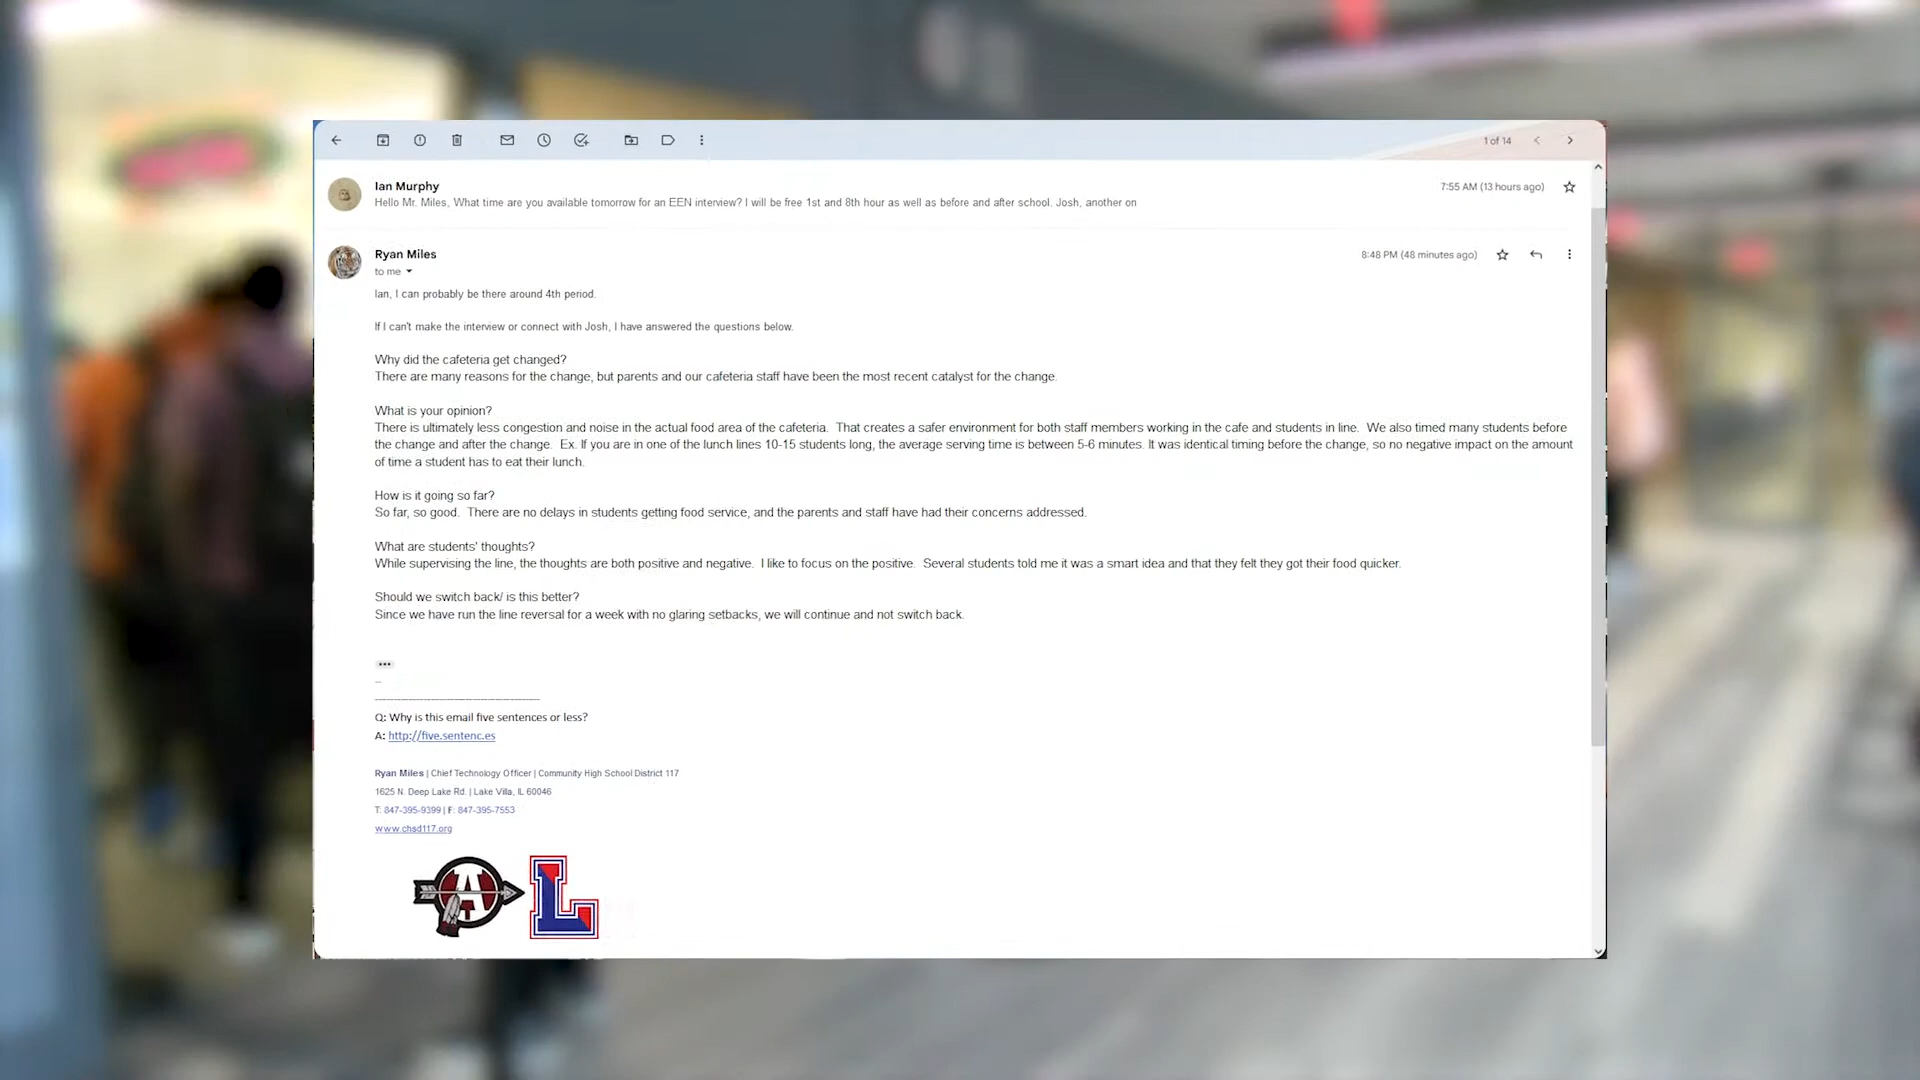 1 of 14
Ian Murphy
7:55 AM (13 hours ago)
Hello Mr. Miles, What time are you available tomorrow for an EEN interview? I will be free 1st and 8th hour as well as before and after school. Josh, another on
Ryan Miles
8:48 PM (48 minutes ago)
to me
Ian, I can probably be there around 4th period.
If I can't make the interview or connect with Josh, I have answered the questions below.
Why did the cafeteria get changed?
There are many reasons for the change, but parents and our cafeteria staff have been the most recent catalyst for the change.
What is your opinion?
There is ultimately less congestion and noise in the actual food area of the cafeteria.  That creates a safer environment for both staff members working in the cafe and students in line.  We also timed many students before
the change and after the change.  Ex. If you are in one of the lunch lines 10-15 students long, the average serving time is between 5-6 minutes. It was identical timing before the change, so no negative impact on the amount
of time a student has to eat their lunch.
How is it going so far?
So far, so good.  There are no delays in students getting food service, and the parents and staff have had their concerns addressed.
What are students' thoughts?
While supervising the line, the thoughts are both positive and negative.  I like to focus on the positive.  Several students told me it was a smart idea and that they felt they got their food quicker.
Should we switch back/ is this better?
Since we have run the line reversal for a week with no glaring setbacks, we will continue and not switch back.
--
Q: Why is this email five sentences or less?
A: http://five.sentenc.es
Ryan Miles | Chief Technology Officer | Community High School District 117
1625 N. Deep Lake Rd. | Lake Villa, IL 60046
T: 847-395-9399 | F: 847-395-7553
www.chsd117.org
A L